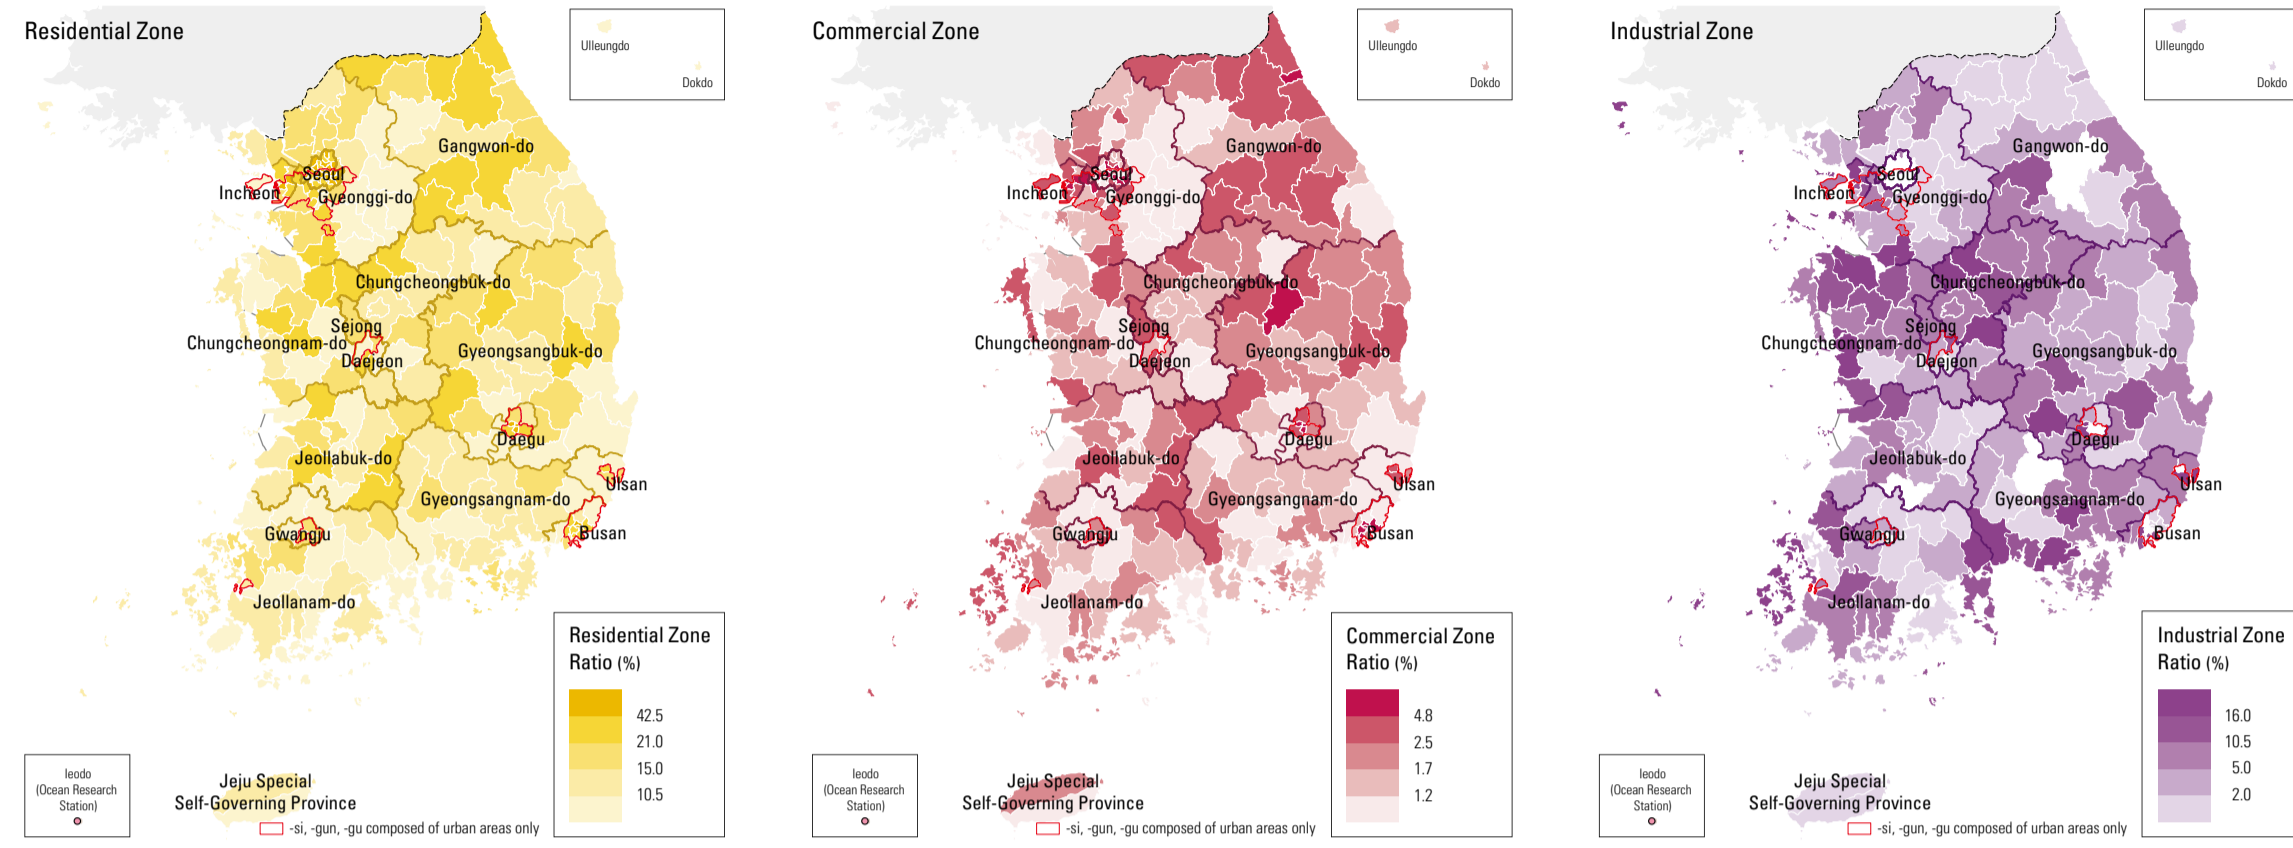 Residential Zone
Ulleungdo
Dokdo
Gangwon-do
Seoul
Incheon
Gyeonggi-do
Chungcheongbuk-do
Sejong
Chungcheongnam-do
Daejeon
Gyeongsangbuk-do
Daegu
Jeollabuk-do
Ulsan
Gyeongsangnam-do
Gwangju
Busan
Jeollanam-do
Residential Zone
Ratio (%)
42.5
21.0
15.0
10.5
Ieodo
(Ocean Research
Station)
Jeju Special
Self-Governing Province
-si, -gun, -gu composed of urban areas only
Commercial Zone
Ulleungdo
Dokdo
Gangwon-do
Seoul
Incheon
Gyeonggi-do
Chungcheongbuk-do
Sejong
Chungcheongnam-do
Daejeon
Gyeongsangbuk-do
Daegu
Jeollabuk-do
Ulsan
Gyeongsangnam-do
Gwangju
Busan
Jeollanam-do
Commercial Zone
Ratio (%)
4.8
2.5
1.7
1.2
Ieodo
(Ocean Research
Station)
Jeju Special
Self-Governing Province
-si, -gun, -gu composed of urban areas only
Industrial Zone
Ulleungdo
Dokdo
Gangwon-do
Seoul
Incheon
Gyeonggi-do
Chungcheongbuk-do
Sejong
Chungcheongnam-do
Daejeon
Gyeongsangbuk-do
Daegu
Jeollabuk-do
Ulsan
Gyeongsangnam-do
Gwangju
Busan
Jeollanam-do
Industrial Zone
Ratio (%)
16.0
10.5
5.0
2.0
Ieodo
(Ocean Research
Station)
Jeju Special
Self-Governing Province
-si, -gun, -gu composed of urban areas only